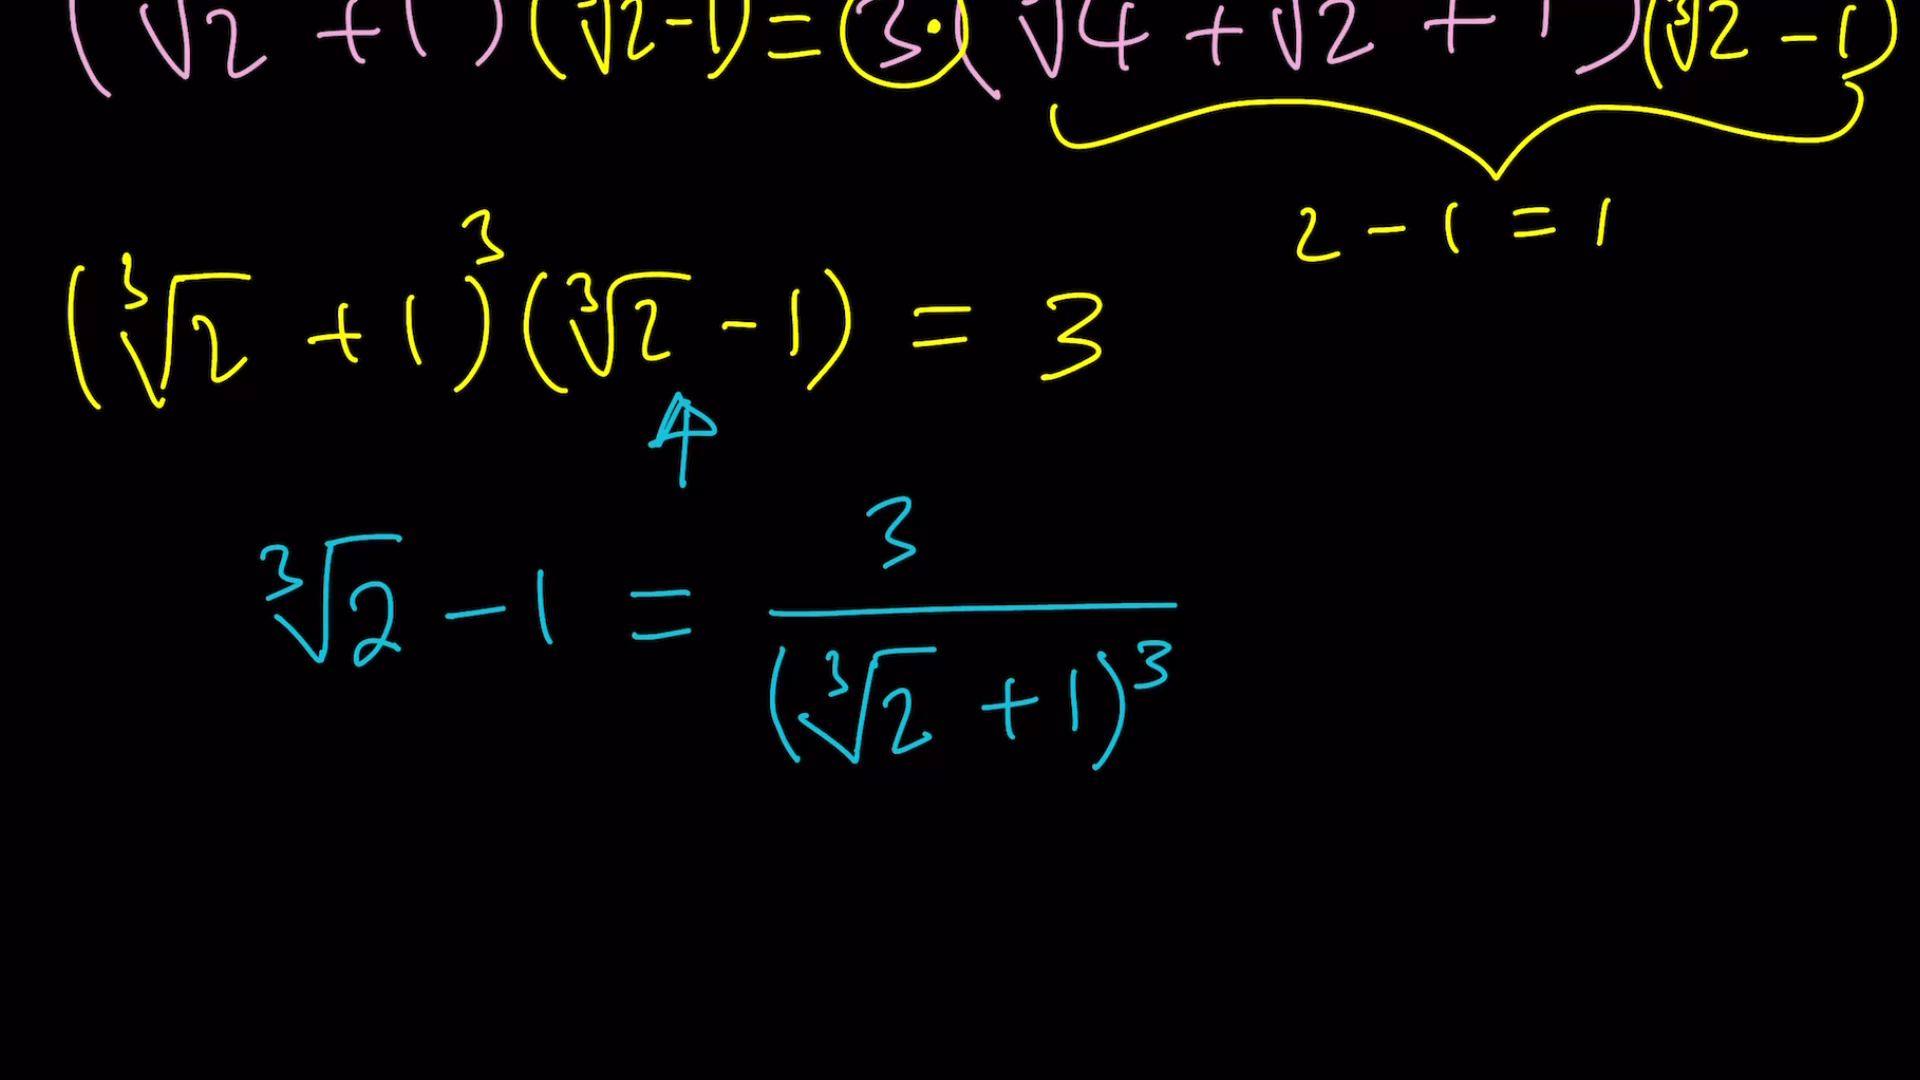 (√2 + 1)(√2 - 1) = 3·(√4 + √2 + 1)(∛2 - 1)
2 - 1 = 1
(∛2 + 1)³(∛2 - 1) = 3
∛2 - 1 = 3/(∛2 + 1)³